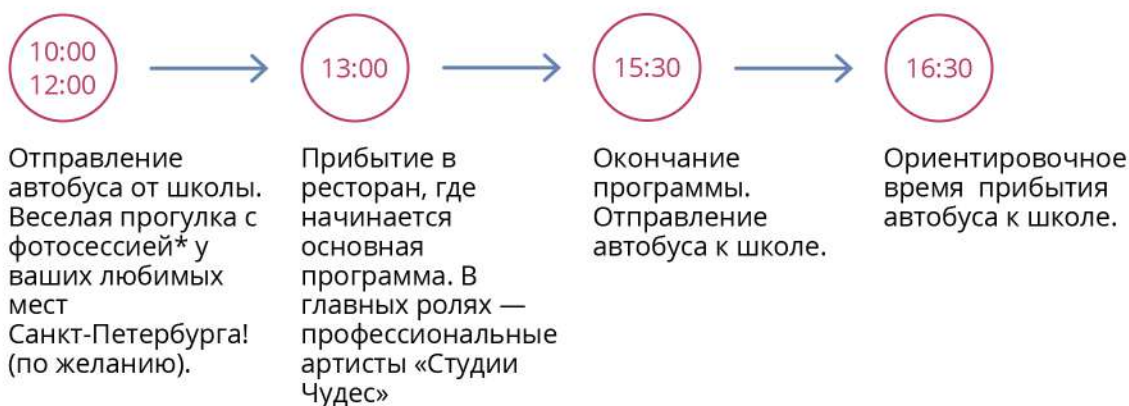 10:00
12:00
Отправление
автобуса от школы.
Веселая прогулка с
фотосессией* у
ваших любимых
мест
Санкт-Петербурга!
(по желанию).
13:00
Прибытие в
ресторан, где
начинается
основная
программа. В
главных ролях —
профессиональные
артисты «Студии
Чудес»
15:30
Окончание
программы.
Отправление
автобуса к школе.
16:30
Ориентировочное
время прибытия
автобуса к школе.